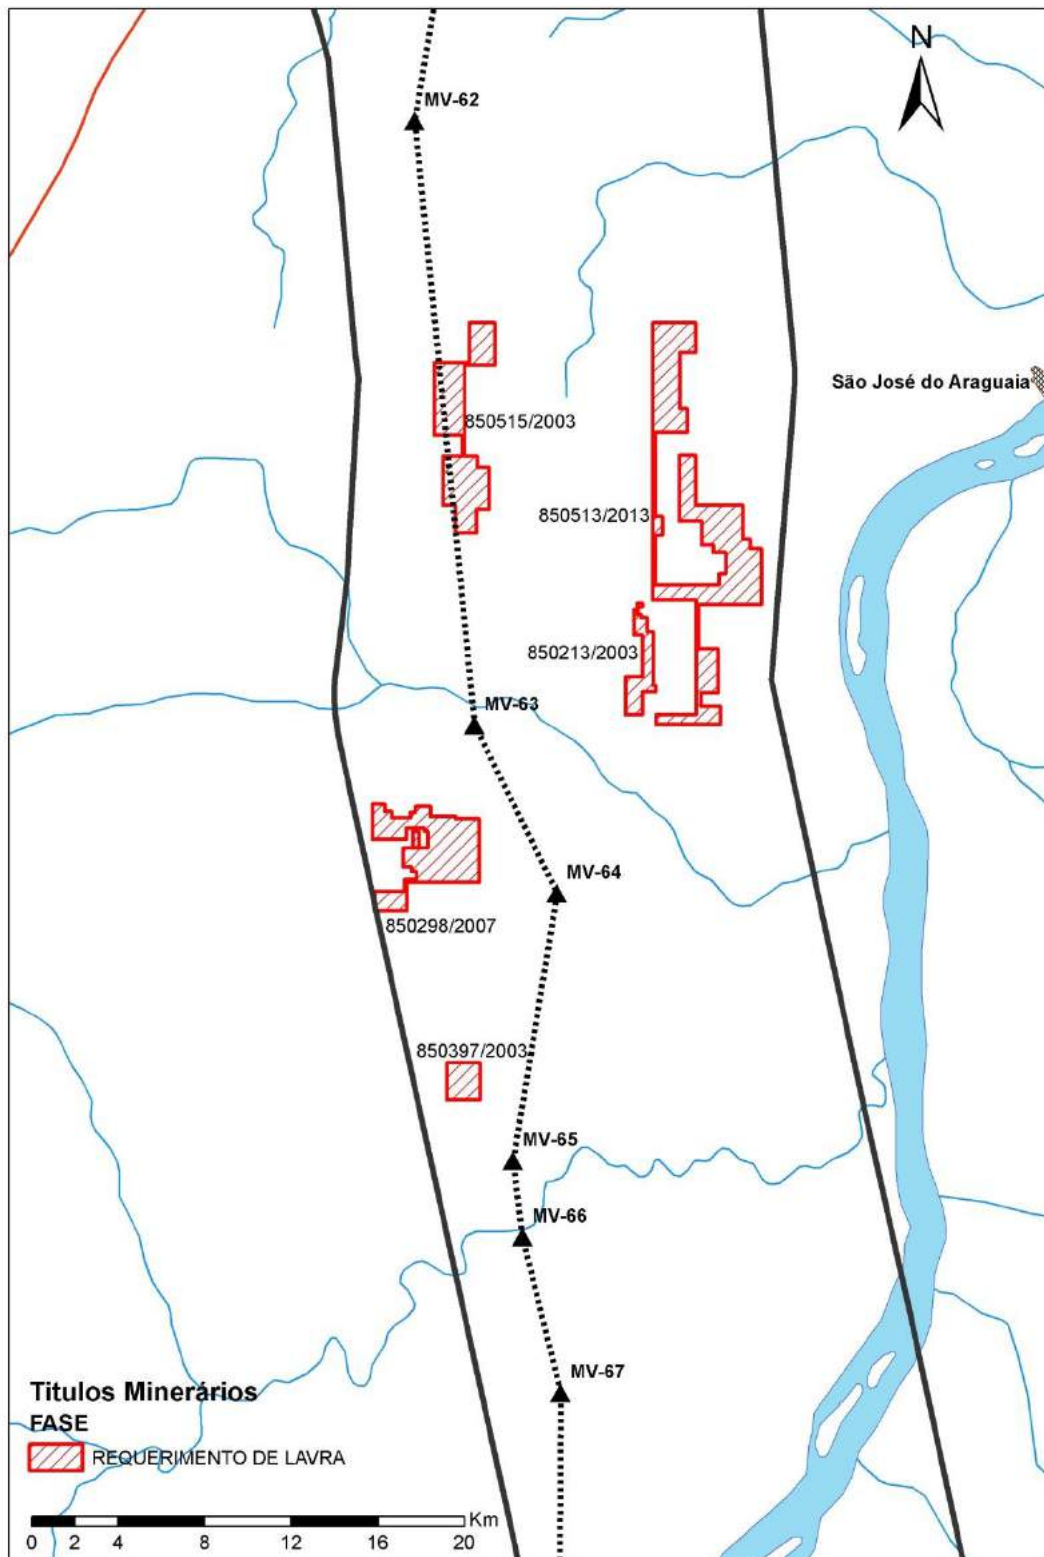 N
MV-62
São José do Araguaia
850515/2003
850513/2013
850213/2003
MV-63
MV-64
850298/2007
850397/2003
MV-65
MV-66
MV-67
Titulos Minerários
FASE
REQUERIMENTO DE LAVRA
Km
0 2 4 8 12 16 20